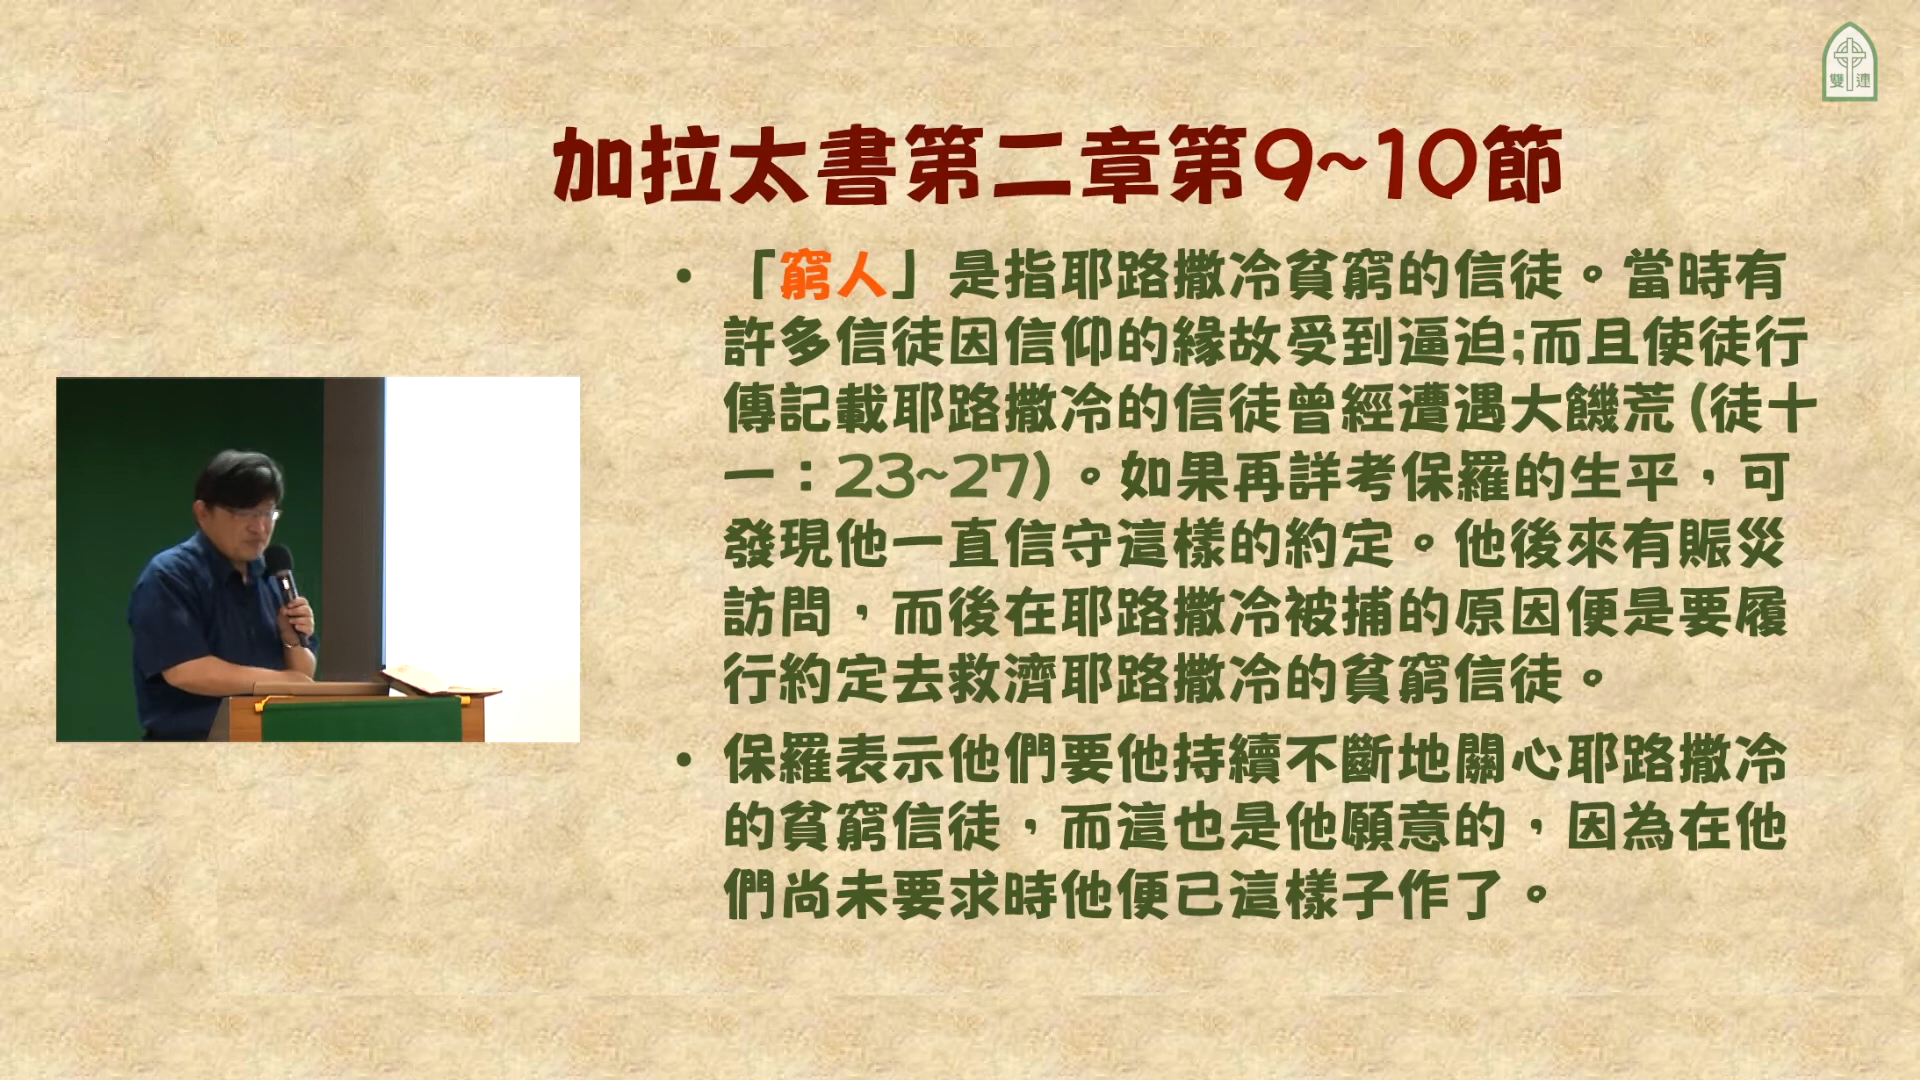 雙連
加拉太書第二章第9~10節
•「窮人」是指耶路撒冷貧窮的信徒。當時有
許多信徒因信仰的緣故受到逼迫;而且使徒行
傳記載耶路撒冷的信徒曾經遭遇大饑荒(徒十
一:23~27)。如果再詳考保羅的生平,可
發現他一直信守這樣的約定。他後來有賑災
訪問,而後在耶路撒冷被捕的原因便是要履
行約定去救濟耶路撒冷的貧窮信徒。
•保羅表示他們要他持續不斷地關心耶路撒冷
的貧窮信徒,而這也是他願意的,因為在他
們尚未要求時他便已這樣子作了。